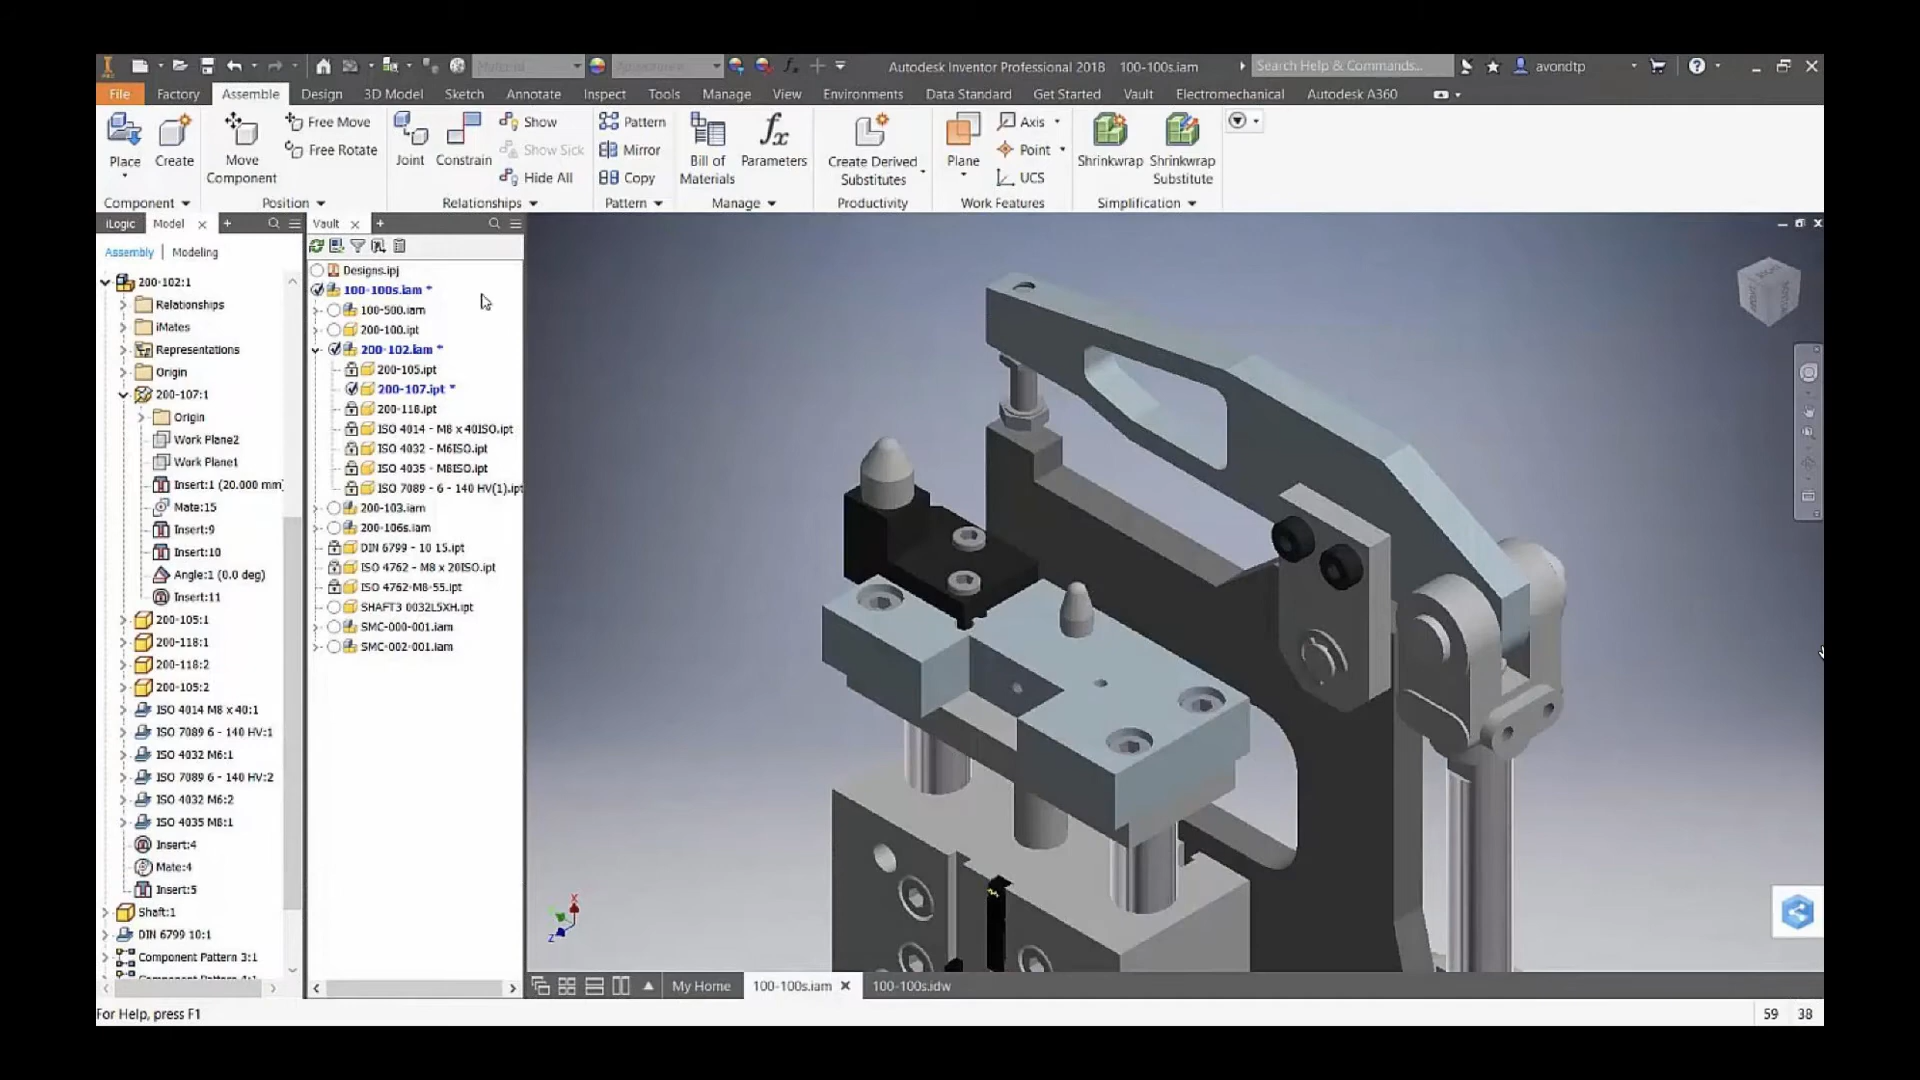 Material
Appearance
Autodesk Inventor Professional 2018 100-100s.iam
Search Help & Commands...
avondtp
File Factory Assemble Design 3D Model Sketch Annotate Inspect Tools Manage View Environments Data Standard Get Started Vault Electromechanical Autodesk A360
Place
Create
Move
Component
Free Move
Free Rotate
Joint
Constrain
Show
Show Sick
Hide All
Pattern
Mirror
Copy
Bill of
Materials
Parameters
Create Derived
Substitutes
Plane
Axis
Point
UCS
Shrinkwrap
Shrinkwrap
Substitute
Component Position Relationships Pattern Manage Productivity Work Features Simplification
iLogic Model
Assembly | Modeling
200-102:1
Relationships
iMates
Representations
Origin
200-107:1
Origin
Work Plane2
Work Plane1
Insert:1 (20.000 mm)
Mate:15
Insert:9
Insert:10
Angle:1 (0.0 deg)
Insert:11
200-105:1
200-118:1
200-118:2
200-105:2
ISO 4014 M8 x 40:1
ISO 7089 6 - 140 HV:1
ISO 4032 M6:1
ISO 7089 6 - 140 HV:2
ISO 4032 M6:2
ISO 4035 M8:1
Insert:4
Mate:4
Insert:5
Shaft:1
DIN 6799 10:1
Component Pattern 3:1
Component Pattern 4:1
Vault
Designs.ipj
100-100s.iam *
100-500.iam
200-100.ipt
200-102.iam *
200-105.ipt
200-107.ipt *
200-118.ipt
ISO 4014 - M8 x 40ISO.ipt
ISO 4032 - M6ISO.ipt
ISO 4035 - M8ISO.ipt
ISO 7089 - 6 - 140 HV(1).ipt
200-103.iam
200-106s.iam
DIN 6799 - 10 15.ipt
ISO 4762 - M8 x 20ISO.ipt
ISO 4762-M8-55.ipt
SHAFT3 0032L5XH.ipt
SMC-000-001.iam
SMC-002-001.iam
X
Z
My Home 100-100s.iam 100-100s.idw
For Help, press F1
59 38